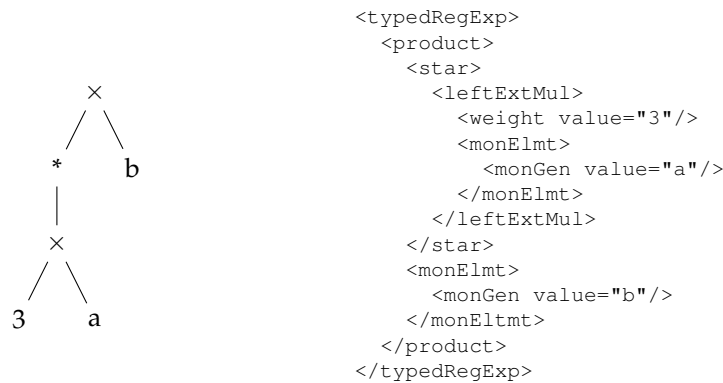 ×
* b
×
3 a
<typedRegExp>
  <product>
    <star>
      <leftExtMul>
        <weight value="3"/>
        <monElmt>
          <monGen value="a"/>
        </monElmt>
      </leftExtMul>
    </star>
    <monElmt>
      <monGen value="b"/>
    </monEltmt>
  </product>
</typedRegExp>